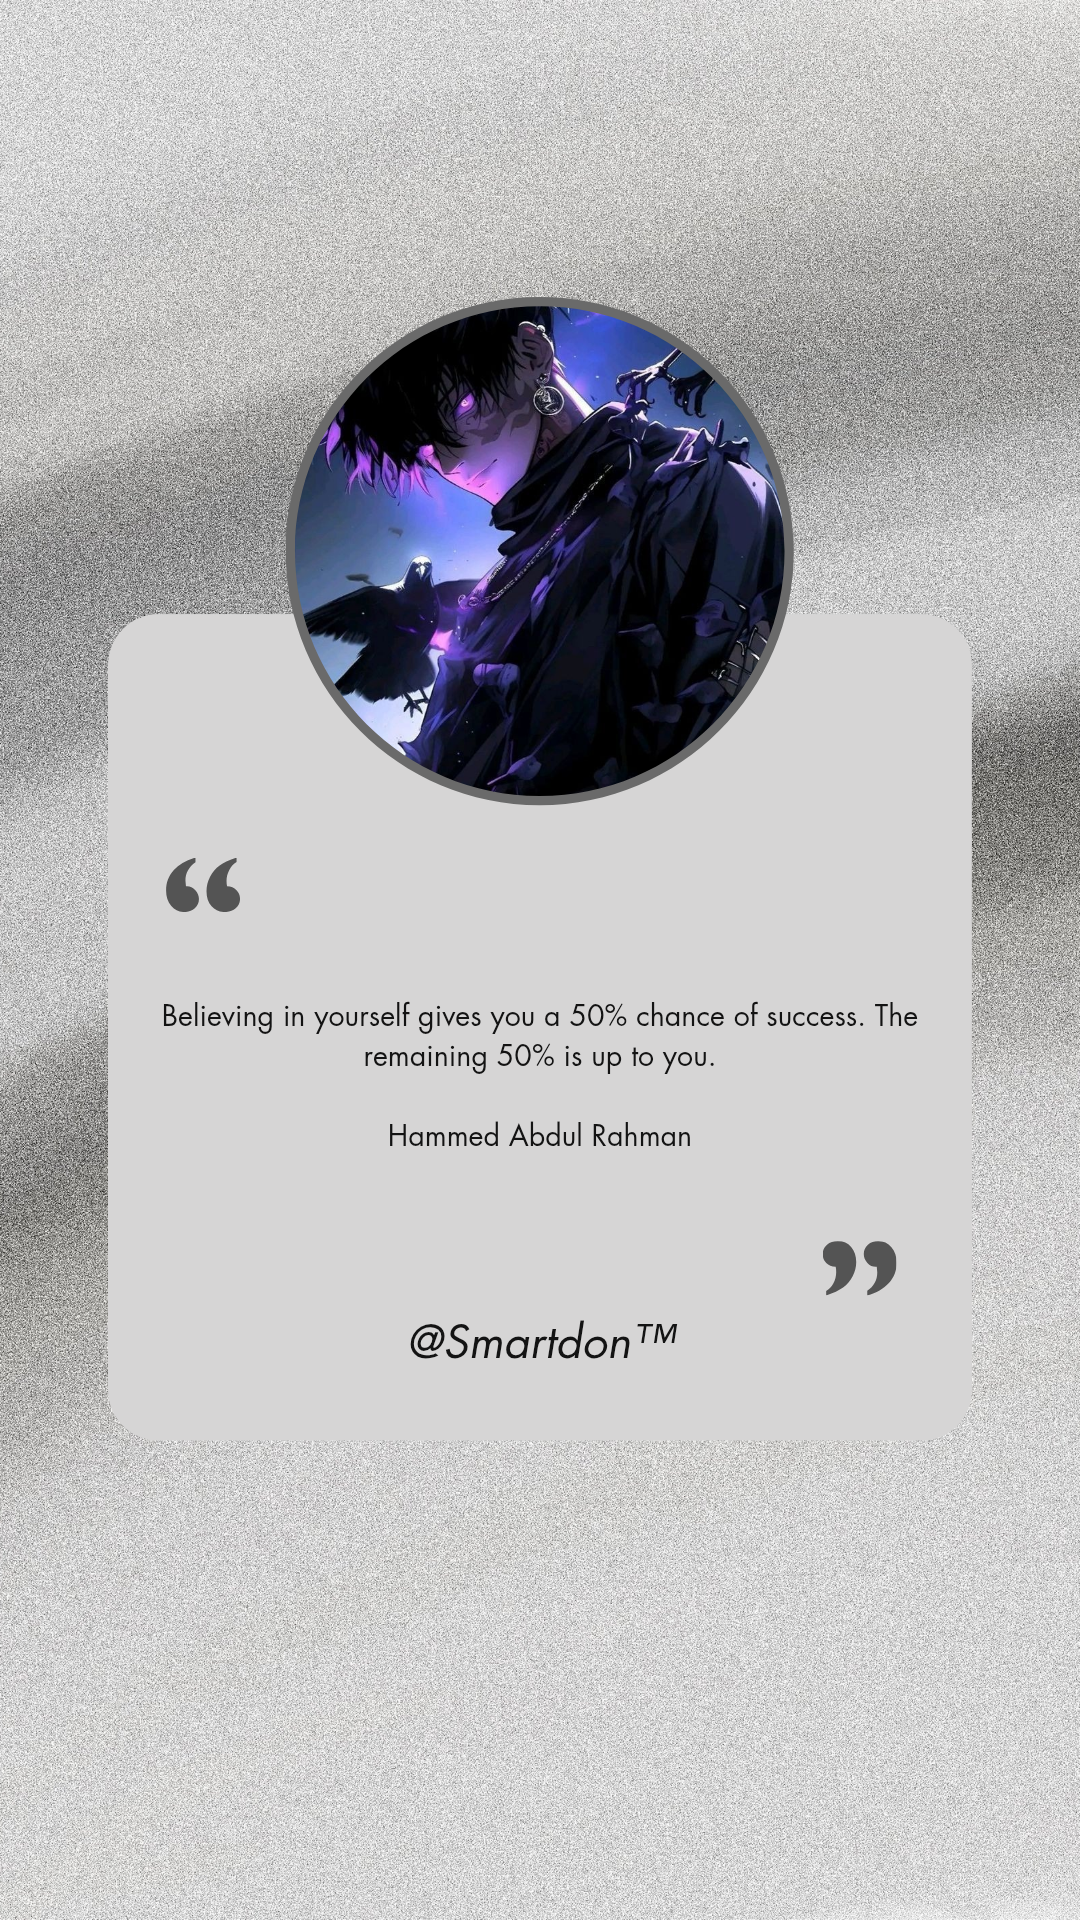 “
Believing in yourself gives you a 50% chance of success. The
remaining 50% is up to you.
Hammed Abdul Rahman
”
@Smartdon™